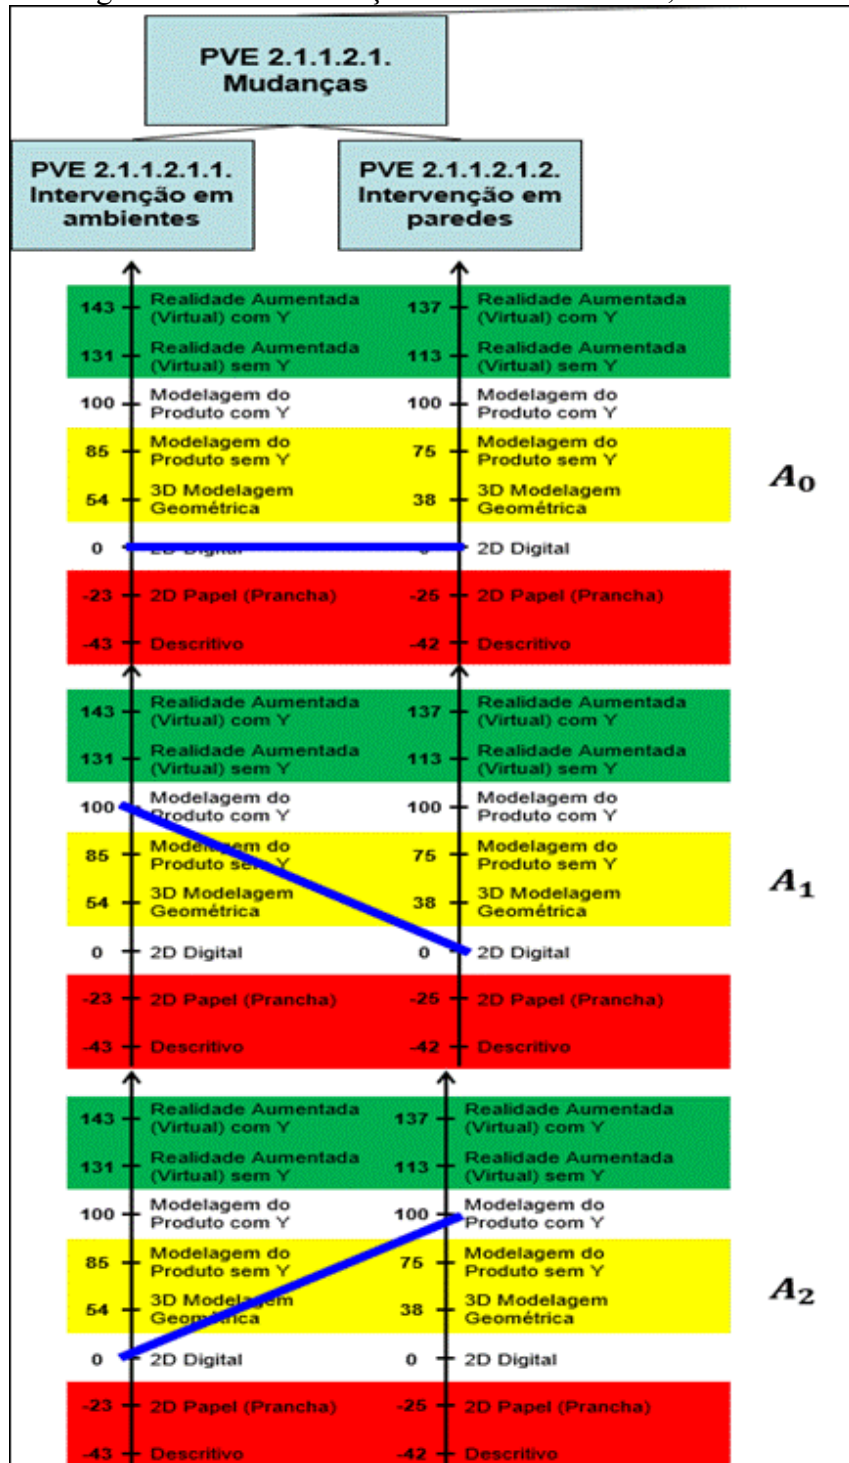 PVE 2.1.1.2.1.
Mudanças
PVE 2.1.1.2.1.1.
Intervenção em
ambientes
PVE 2.1.1.2.1.2.
Intervenção em
paredes
143 Realidade Aumentada
(Virtual) com Y
137 Realidade Aumentada
(Virtual) com Y
131 Realidade Aumentada
(Virtual) sem Y
113 Realidade Aumentada
(Virtual) sem Y
100 Modelagem do
Produto com Y
100 Modelagem do
Produto com Y
85 Modelagem do
Produto sem Y
75 Modelagem do
Produto sem Y
54 3D Modelagem
Geométrica
38 3D Modelagem
Geométrica
0 2D Digital
2D Digital
-23 2D Papel (Prancha)
-25 2D Papel (Prancha)
-43 Descritivo
-42 Descritivo
A0
143 Realidade Aumentada
(Virtual) com Y
137 Realidade Aumentada
(Virtual) com Y
131 Realidade Aumentada
(Virtual) sem Y
113 Realidade Aumentada
(Virtual) sem Y
100 Modelagem do
Produto com Y
100 Modelagem do
Produto com Y
85 Modelagem do
Produto sem Y
75 Modelagem do
Produto sem Y
54 3D Modelagem
Geométrica
38 3D Modelagem
Geométrica
0 2D Digital
0 2D Digital
-23 2D Papel (Prancha)
-25 2D Papel (Prancha)
-43 Descritivo
-42 Descritivo
A1
143 Realidade Aumentada
(Virtual) com Y
137 Realidade Aumentada
(Virtual) com Y
131 Realidade Aumentada
(Virtual) sem Y
113 Realidade Aumentada
(Virtual) sem Y
100 Modelagem do
Produto com Y
100 Modelagem do
Produto com Y
85 Modelagem do
Produto sem Y
75 Modelagem do
Produto sem Y
54 3D Modelagem
Geométrica
38 3D Modelagem
Geométrica
0 2D Digital
0 2D Digital
-23 2D Papel (Prancha)
-25 2D Papel (Prancha)
-43 Descritivo
-42 Descritivo
A2